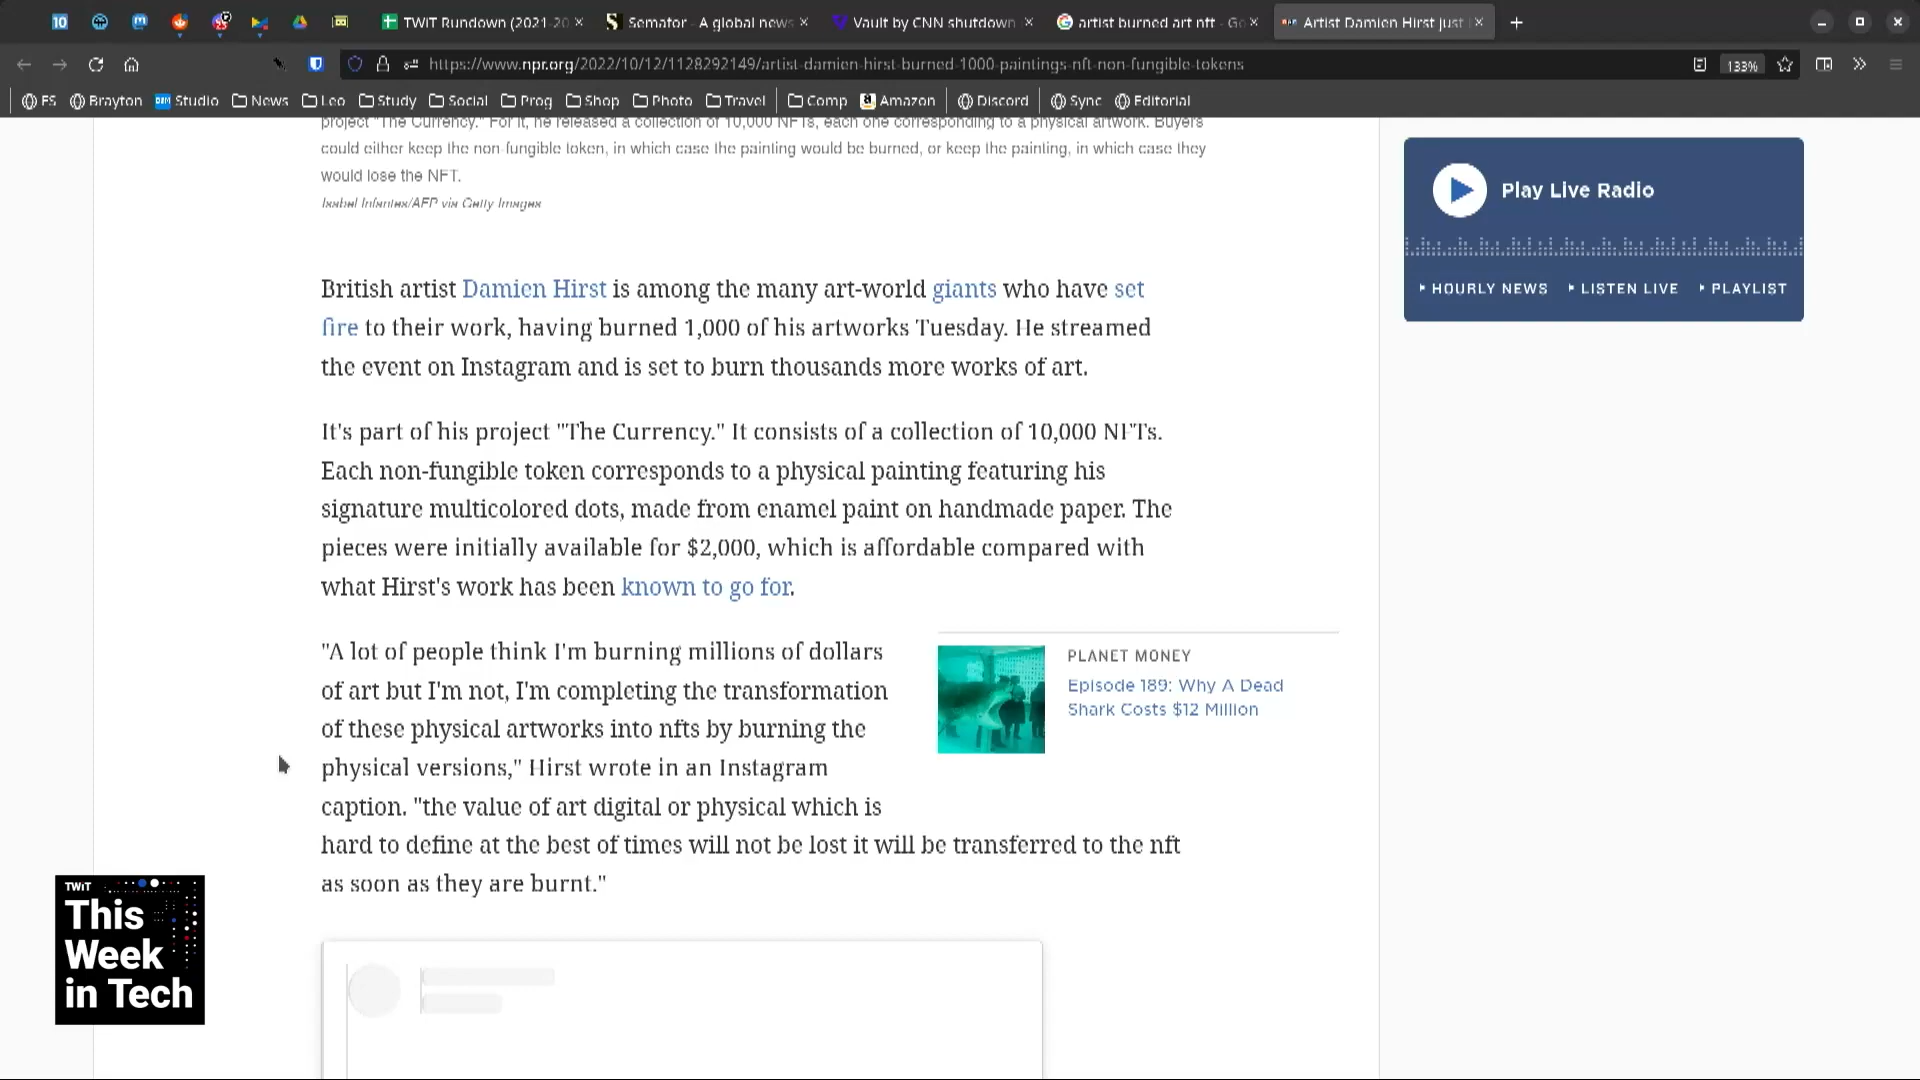 10
TWiT Rundown (2021-20
Semafor - A global news
Vault by CNN shutdown
artist burned art nft - Go
Artist Damien Hirst just
https://www.npr.org/2022/10/12/1128292149/artist-damien-hirst-burned-1000-paintings-nft-non-fungible-tokens
133%
FS
Brayton
Studio
News
Leo
Study
Social
Prog
Shop
Photo
Travel
Comp
Amazon
Discord
Sync
Editorial
project "The Currency." For it, he released a collection of 10,000 NFTs, each one corresponding to a physical artwork. Buyers
could either keep the non-fungible token, in which case the painting would be burned, or keep the painting, in which case they
would lose the NFT.
Isabel Infantes/AFP via Getty Images
Play Live Radio
HOURLY NEWS
LISTEN LIVE
PLAYLIST
British artist Damien Hirst is among the many art-world giants who have set
fire to their work, having burned 1,000 of his artworks Tuesday. He streamed
the event on Instagram and is set to burn thousands more works of art.
It's part of his project "The Currency." It consists of a collection of 10,000 NFTs.
Each non-fungible token corresponds to a physical painting featuring his
signature multicolored dots, made from enamel paint on handmade paper. The
pieces were initially available for $2,000, which is affordable compared with
what Hirst's work has been known to go for.
"A lot of people think I'm burning millions of dollars
of art but I'm not, I'm completing the transformation
of these physical artworks into nfts by burning the
physical versions," Hirst wrote in an Instagram
caption. "the value of art digital or physical which is
hard to define at the best of times will not be lost it will be transferred to the nft
as soon as they are burnt."
PLANET MONEY
Episode 189: Why A Dead
Shark Costs $12 Million
TWiT
This
Week
in Tech